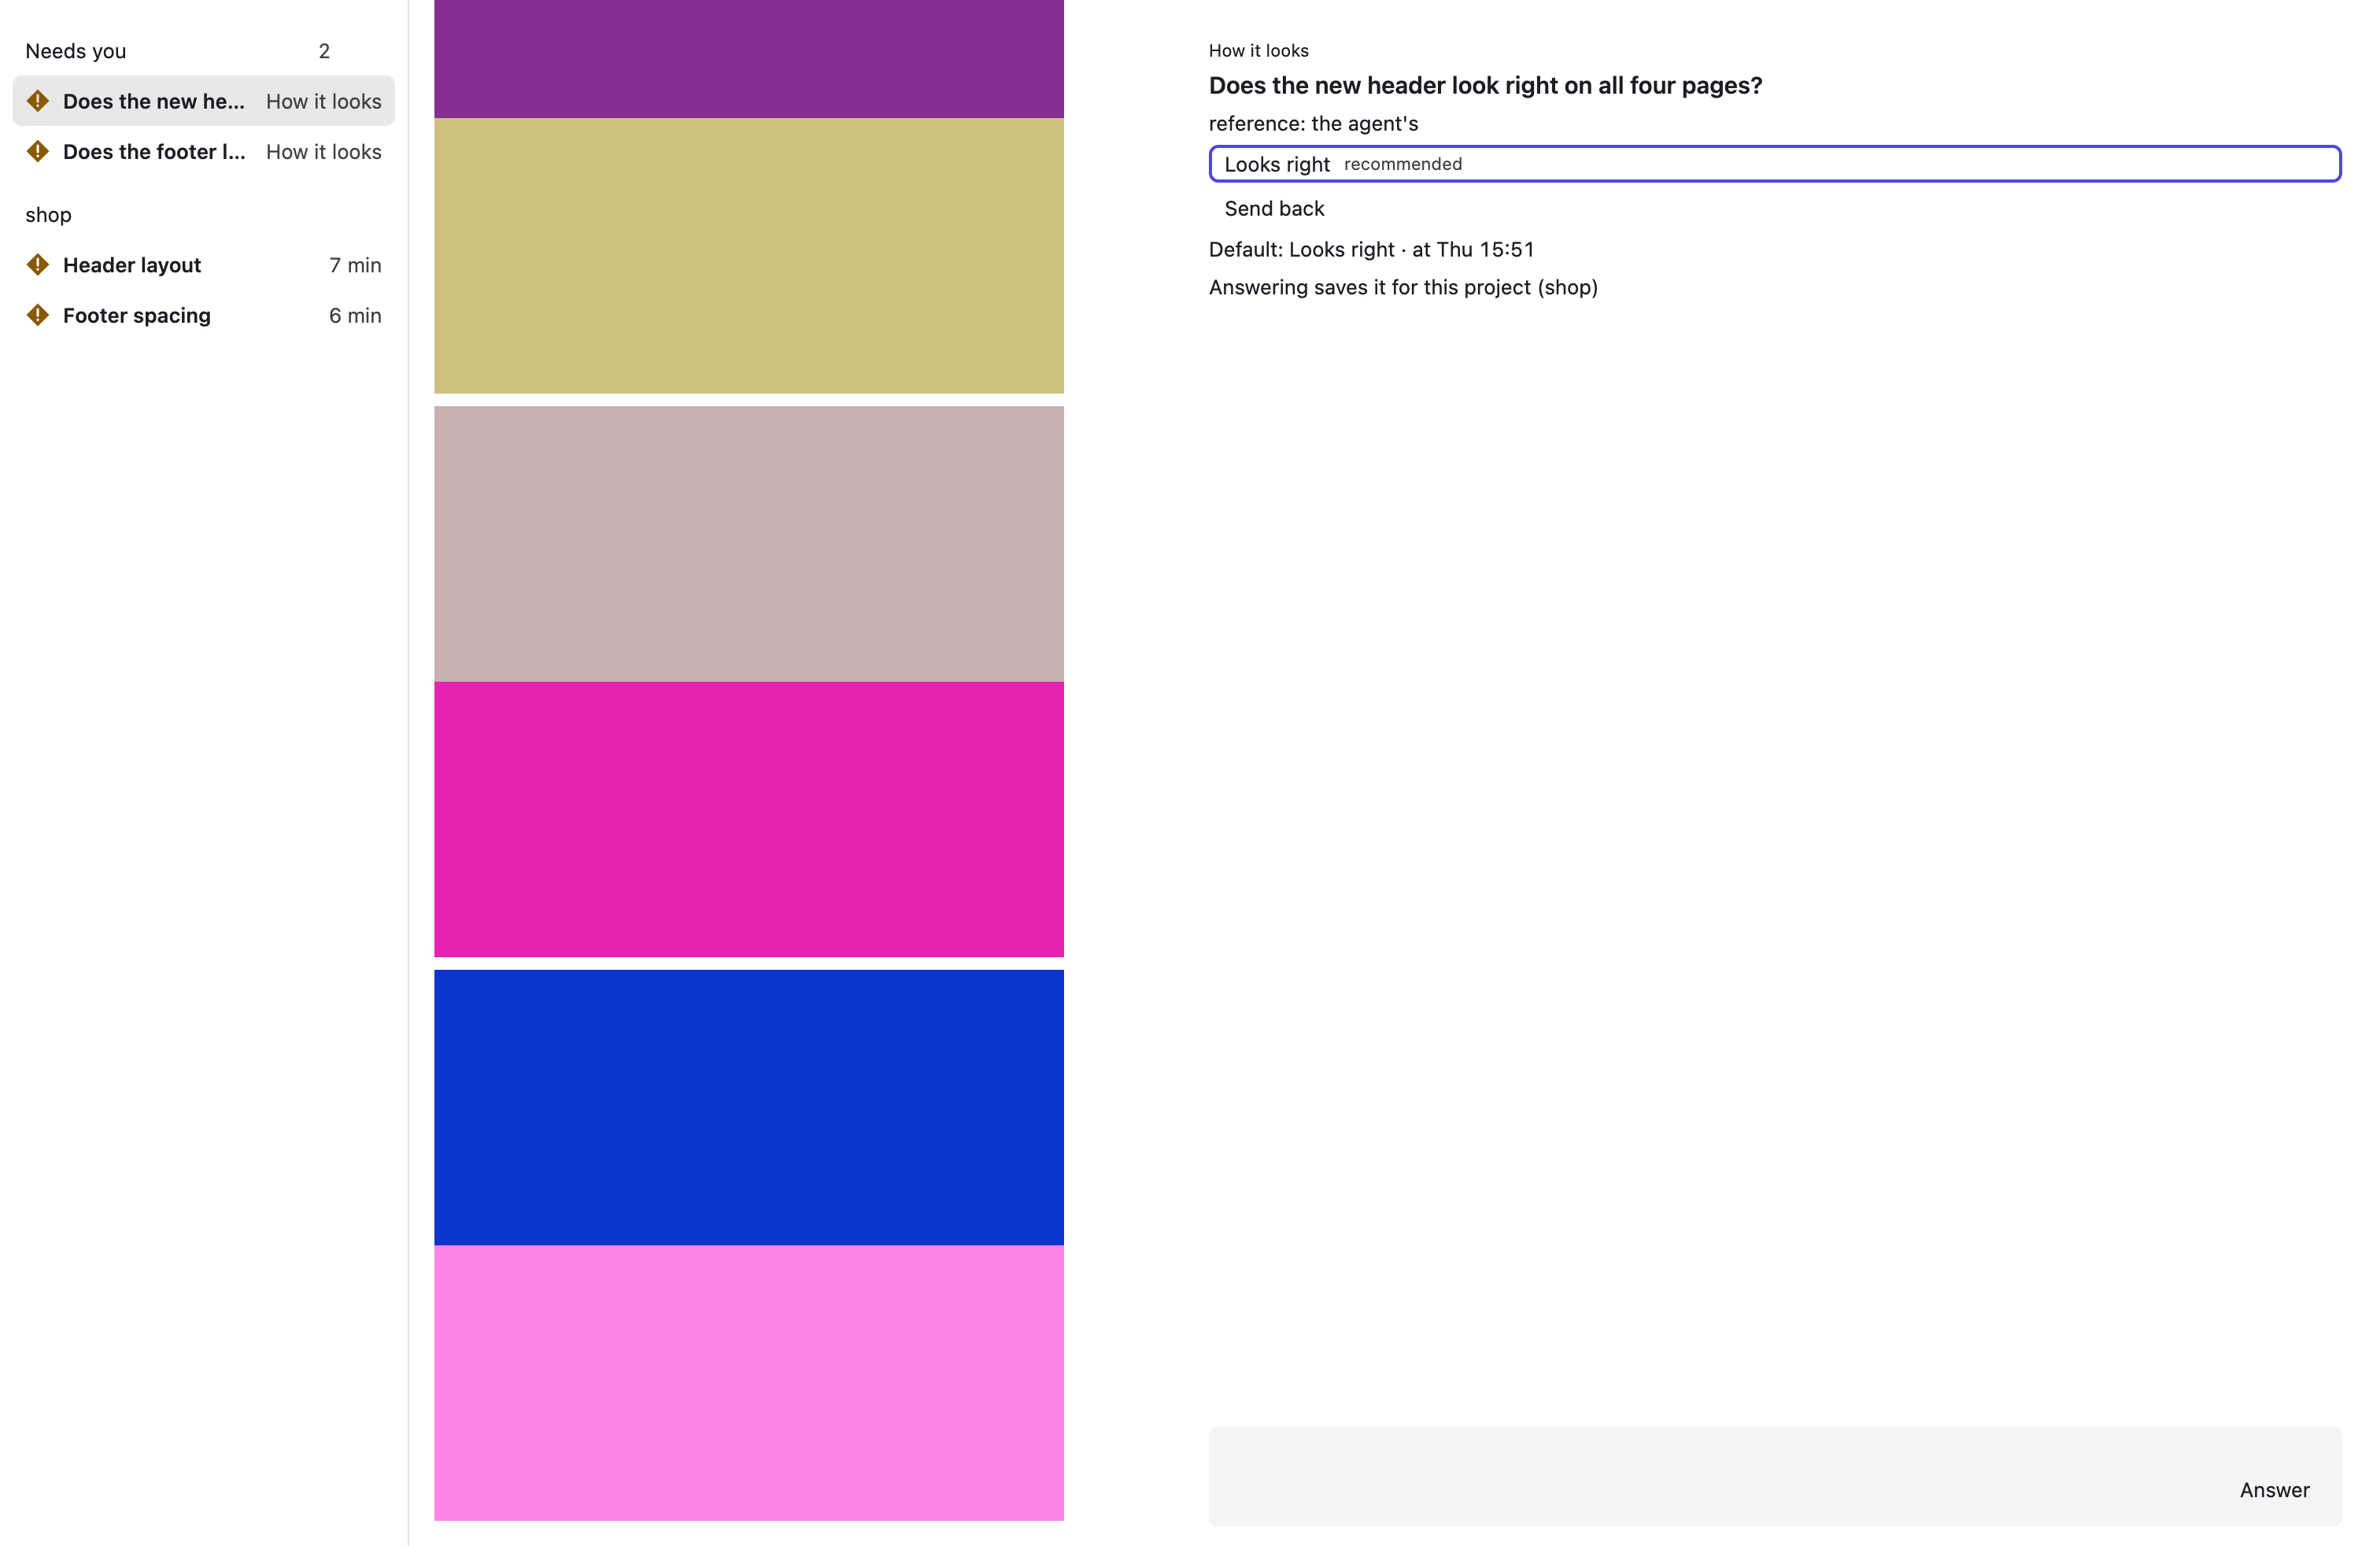 Needs you 2
Does the new he... How it looks
Does the footer l... How it looks
shop
Header layout 7 min
Footer spacing 6 min
How it looks
Does the new header look right on all four pages?
reference: the agent's
Looks right recommended
Send back
Default: Looks right · at Thu 15:51
Answering saves it for this project (shop)
Answer